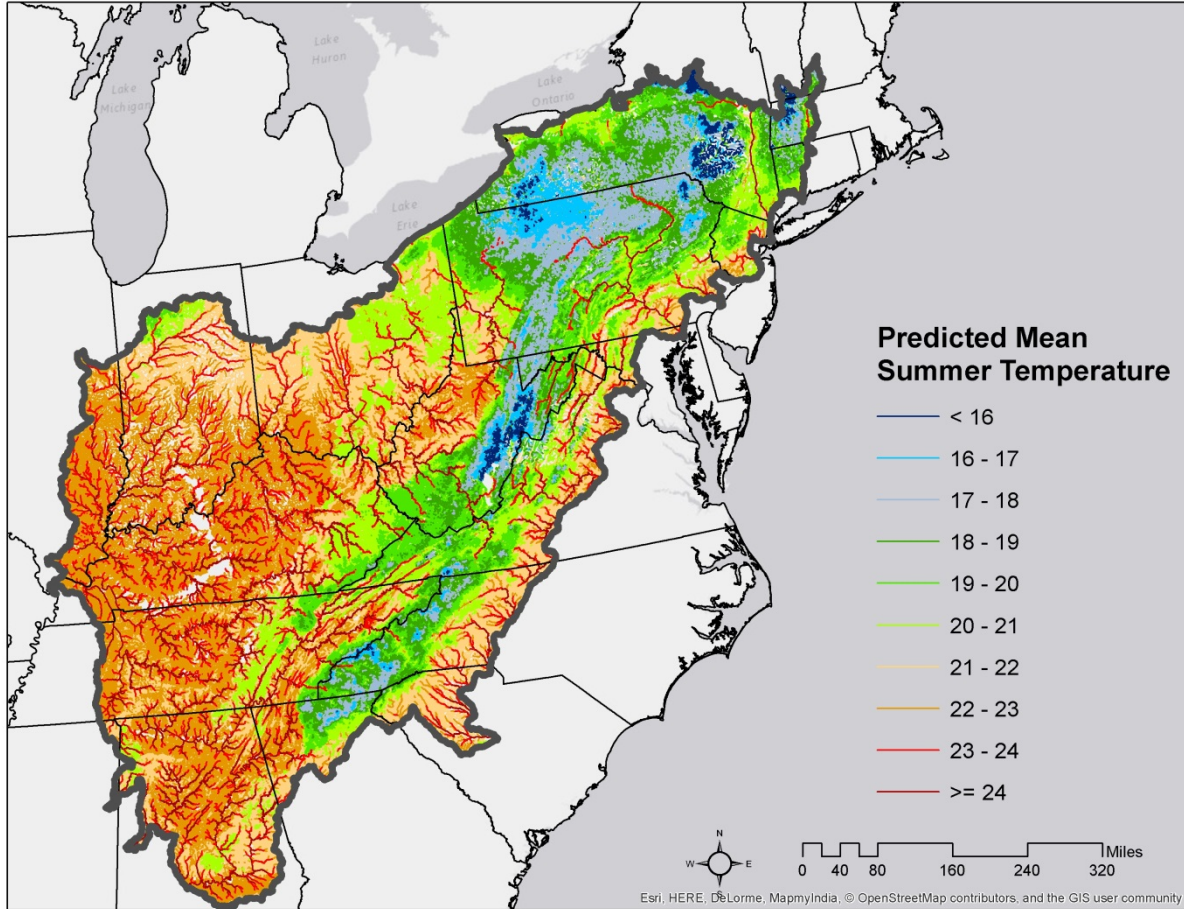 Lake
Huron
Lake
Michigan
Lake
Ontario
Lake
Erie
Predicted Mean
Summer Temperature
< 16
16 - 17
17 - 18
18 - 19
19 - 20
20 - 21
21 - 22
22 - 23
23 - 24
>= 24
N
W E
S
Miles
0 40 80 160 240 320
Esri, HERE, DeLorme, MapmyIndia, © OpenStreetMap contributors, and the GIS user community